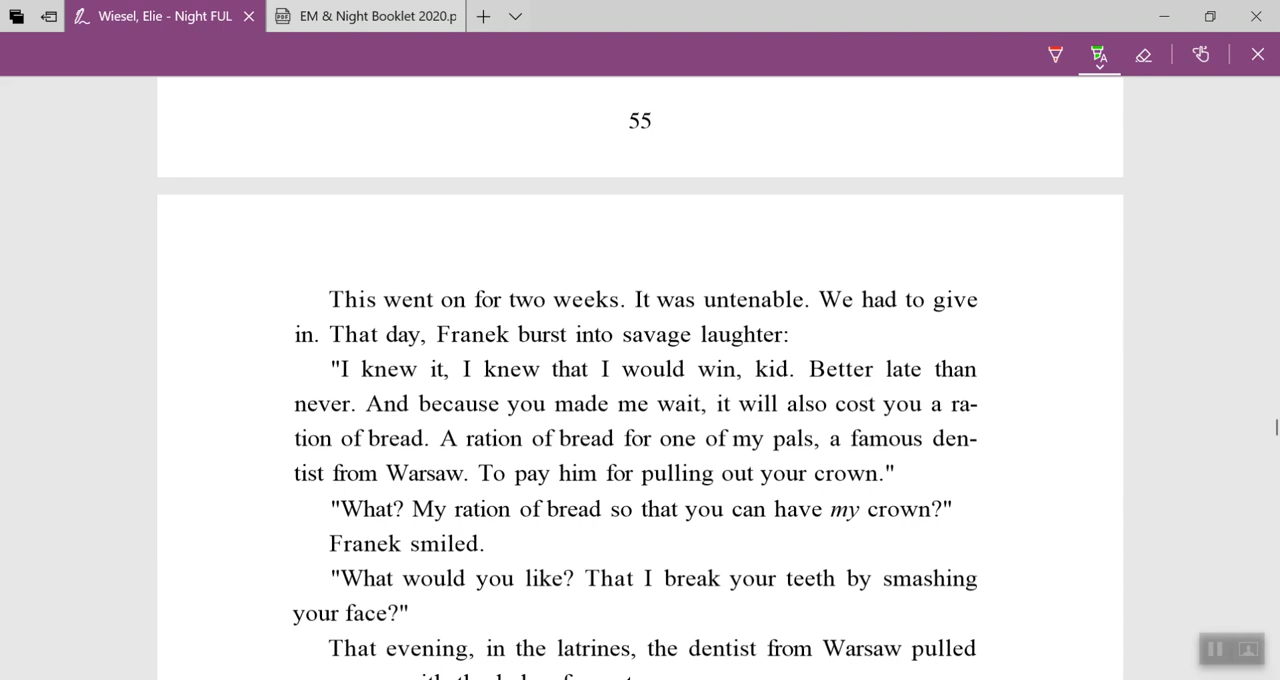 Wiesel, Elie - Night FUL
EM & Night Booklet 2020.p
55
This went on for two weeks. It was untenable. We had to give
in. That day, Franek burst into savage laughter:
"I knew it, I knew that I would win, kid. Better late than
never. And because you made me wait, it will also cost you a ra-
tion of bread. A ration of bread for one of my pals, a famous den-
tist from Warsaw. To pay him for pulling out your crown."
"What? My ration of bread so that you can have my crown?"
Franek smiled.
"What would you like? That I break your teeth by smashing
your face?"
That evening, in the latrines, the dentist from Warsaw pulled